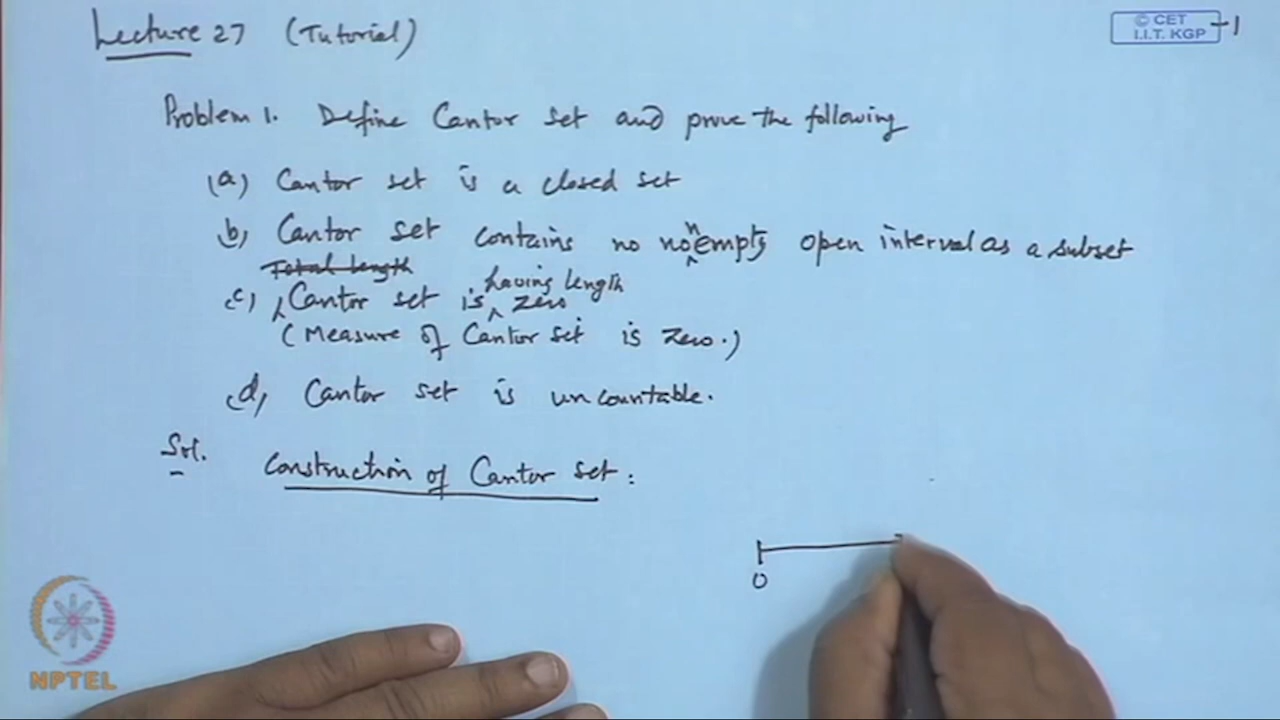 Lecture 27 (Tutorial)
© CET
I.I.T. KGP
-1
Problem 1. Define Cantor set and prove the following
(a) Cantor set is a closed set
(b) Cantor set contains no nonempty open interval as a subset
Total length
(c) Cantor set is having length zero
(Measure of Cantor set is zero.)
(d) Cantor set is uncountable.
Sol. Construction of Cantor set :
0
NPTEL